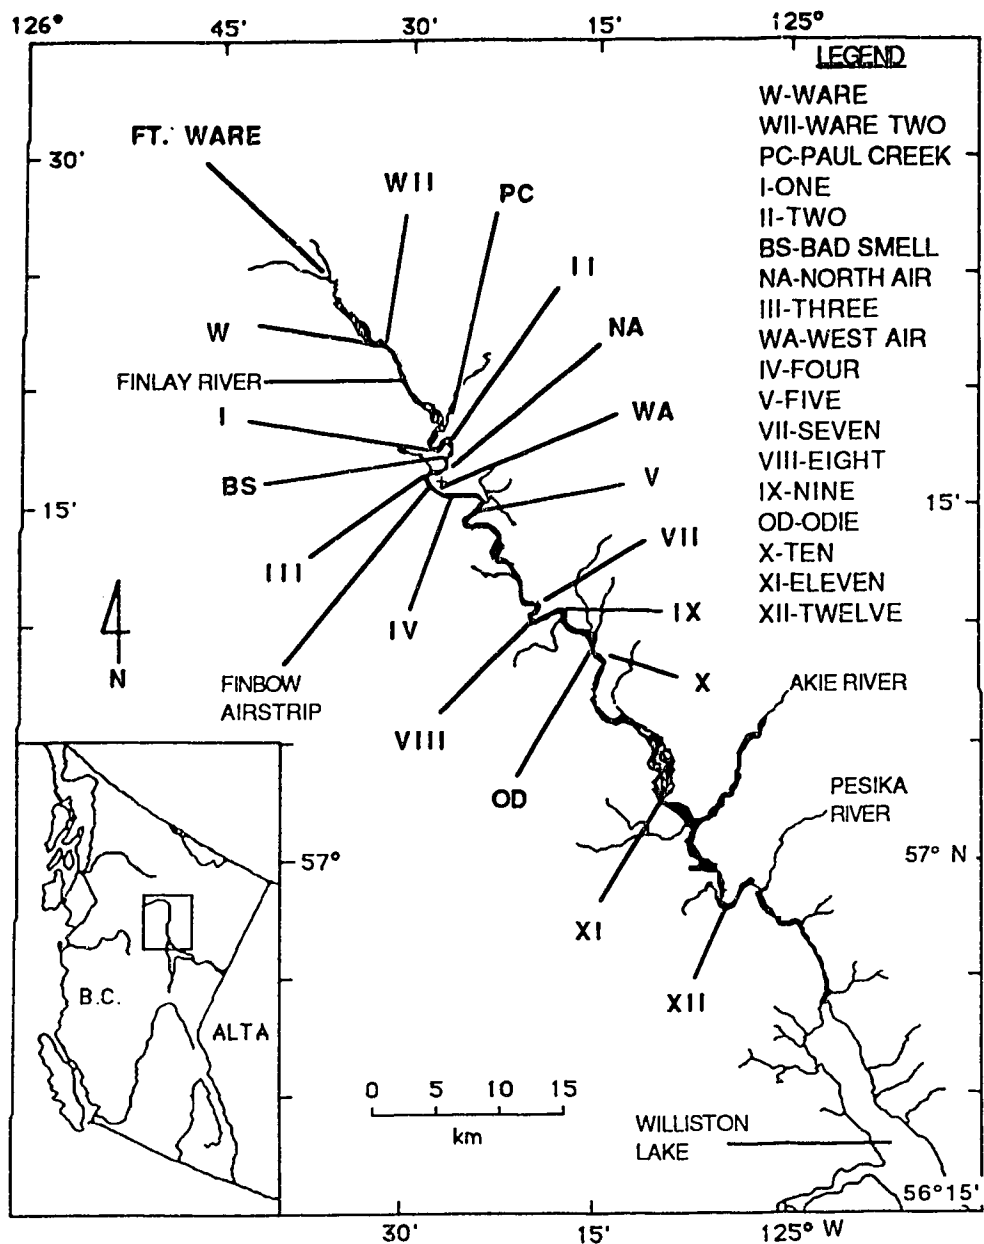 126° 45' 30' 15' 125°
LEGEND
W-WARE
WII-WARE TWO
PC-PAUL CREEK
I-ONE
II-TWO
BS-BAD SMELL
NA-NORTH AIR
III-THREE
WA-WEST AIR
IV-FOUR
V-FIVE
VII-SEVEN
VIII-EIGHT
IX-NINE
OD-ODIE
X-TEN
XI-ELEVEN
XII-TWELVE
FT. WARE
30'
WII
PC
II
W
NA
FINLAY RIVER
I
WA
BS
V
15'
15'
VII
III
IX
IV
N
FINBOW
AIRSTRIP
X
AKIE RIVER
VIII
OD
PESIKA
RIVER
57°
57° N
XI
XII
B.C.
ALTA
0 5 10 15
km
WILLISTON
LAKE
56°15'
30' 15' 125° W